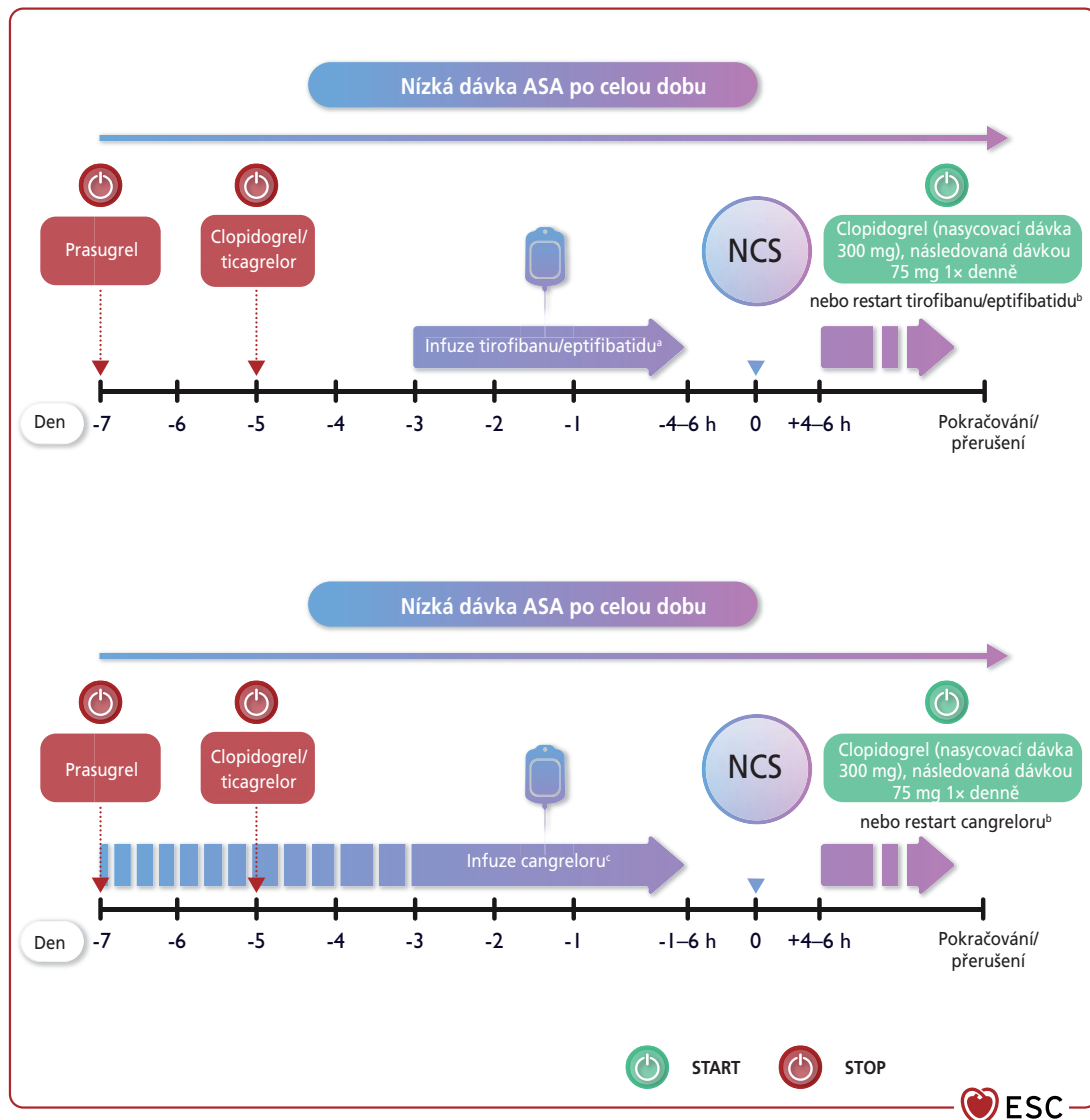 Nízká dávka ASA po celou dobu
Prasugrel
Clopidogrel/
ticagrelor
NCS
Clopidogrel (nasycovací dávka
300 mg), následovaná dávkou
75 mg 1× denně
nebo restart tirofibanu/eptifibatiduᵇ
Infuze tirofibanu/eptifibatiduᵃ
Den
-7
-6
-5
-4
-3
-2
-1
-4–6 h
0
+4–6 h
Pokračování/
přerušení
Nízká dávka ASA po celou dobu
Prasugrel
Clopidogrel/
ticagrelor
NCS
Clopidogrel (nasycovací dávka
300 mg), následovaná dávkou
75 mg 1× denně
nebo restart cangreloruᵇ
Infuze cangreloruᶜ
Den
-7
-6
-5
-4
-3
-2
-1
-1–6 h
0
+4–6 h
Pokračování/
přerušení
START
STOP
ESC